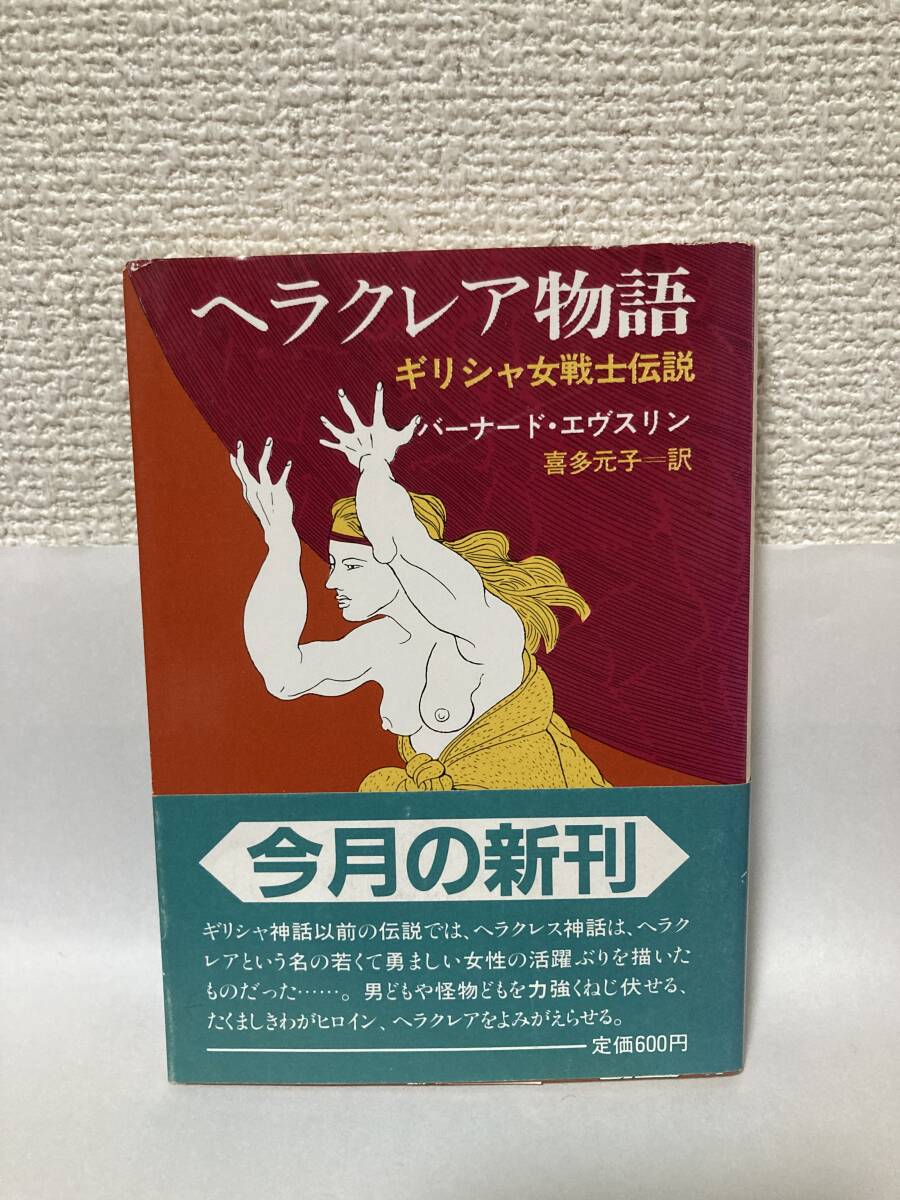 ヘラクレア物語
ギリシャ女戦士伝説
バーナード・エヴスリン
喜多元子=訳
今月の新刊
ギリシャ神話以前の伝説では、ヘラクレス神話は、ヘラク
レアという名の若くて勇ましい女性の活躍ぶりを描いた
ものだった……。男どもや怪物どもを力強くねじ伏せる、
たくましきわがヒロイン、ヘラクレアをよみがえらせる。
定価600円